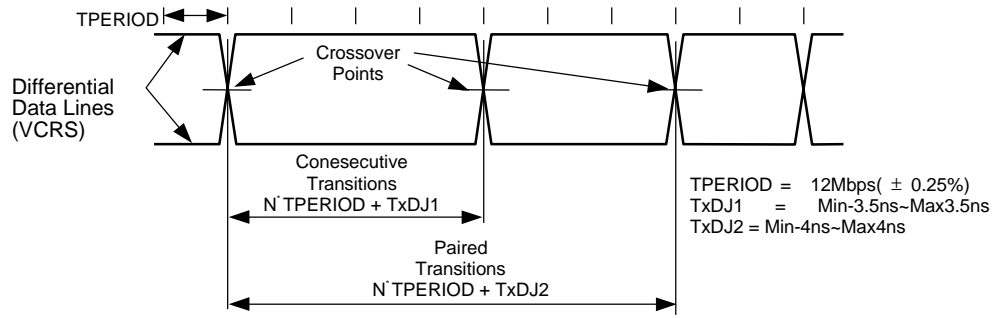 TPERIOD
Crossover
Points
Differential
Data Lines
(VCRS)
Conesecutive
Transitions
N*TPERIOD + TxDJ1
TPERIOD = 12Mbps( ± 0.25%)
TxDJ1 = Min-3.5ns~Max3.5ns
TxDJ2 = Min-4ns~Max4ns
Paired
Transitions
N*TPERIOD + TxDJ2